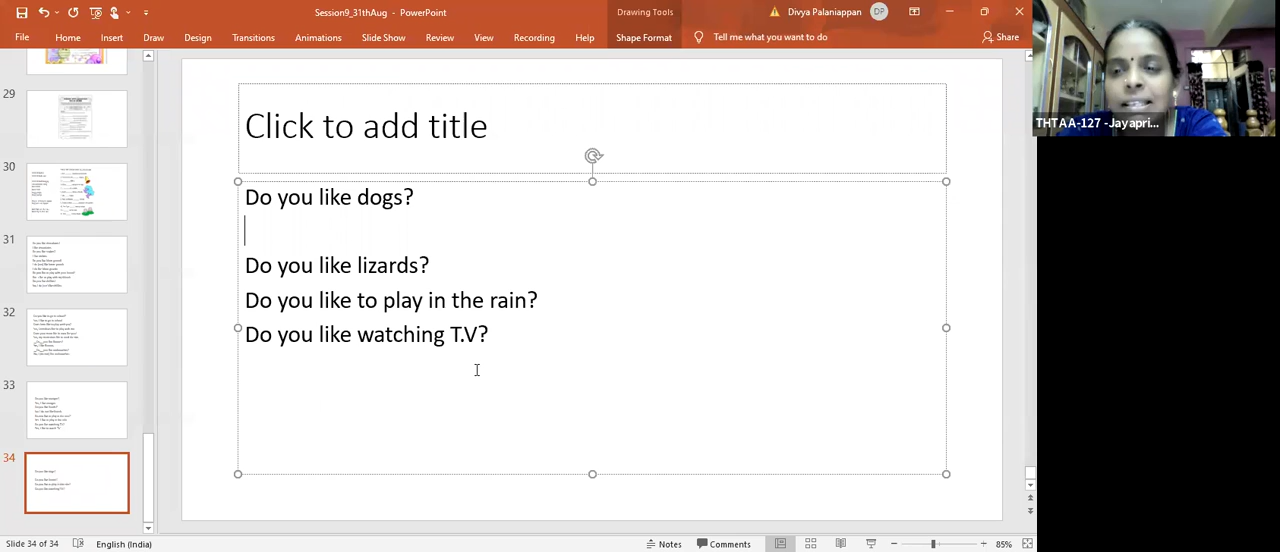 Session9_31thAug - PowerPoint
Drawing Tools
Divya Palaniappan
DP
File
Home
Insert
Draw
Design
Transitions
Animations
Slide Show
Review
View
Recording
Help
Shape Format
Tell me what you want to do
Share
THTAA-127 -Jayapri...
29
30
31
32
33
34
Click to add title
Do you like dogs?
Do you like lizards?
Do you like to play in the rain?
Do you like watching T.V?
Slide 34 of 34
English (India)
Notes
Comments
85%